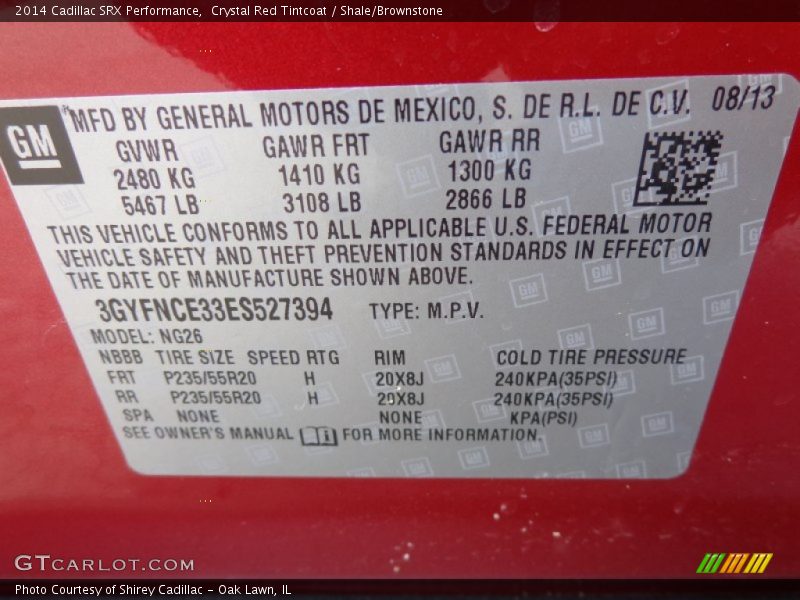 2014 Cadillac SRX Performance, Crystal Red Tintcoat / Shale/Brownstone
GM
MFD BY GENERAL MOTORS DE MEXICO, S. DE R.L. DE C.V. 08/13
GVWR GAWR FRT GAWR RR
2480 KG 1410 KG 1300 KG
5467 LB 3108 LB 2866 LB
THIS VEHICLE CONFORMS TO ALL APPLICABLE U.S. FEDERAL MOTOR
VEHICLE SAFETY AND THEFT PREVENTION STANDARDS IN EFFECT ON
THE DATE OF MANUFACTURE SHOWN ABOVE.
3GYFNCE33ES527394 TYPE: M.P.V.
MODEL: NG26
NBBB TIRE SIZE SPEED RTG RIM COLD TIRE PRESSURE
FRT P235/55R20 H 20X8J 240KPA(35PSI)
RR P235/55R20 H 20X8J 240KPA(35PSI)
SPA NONE NONE KPA(PSI)
SEE OWNER'S MANUAL FOR MORE INFORMATION.
GTCARLOT.COM
Photo Courtesy of Shirey Cadillac - Oak Lawn, IL